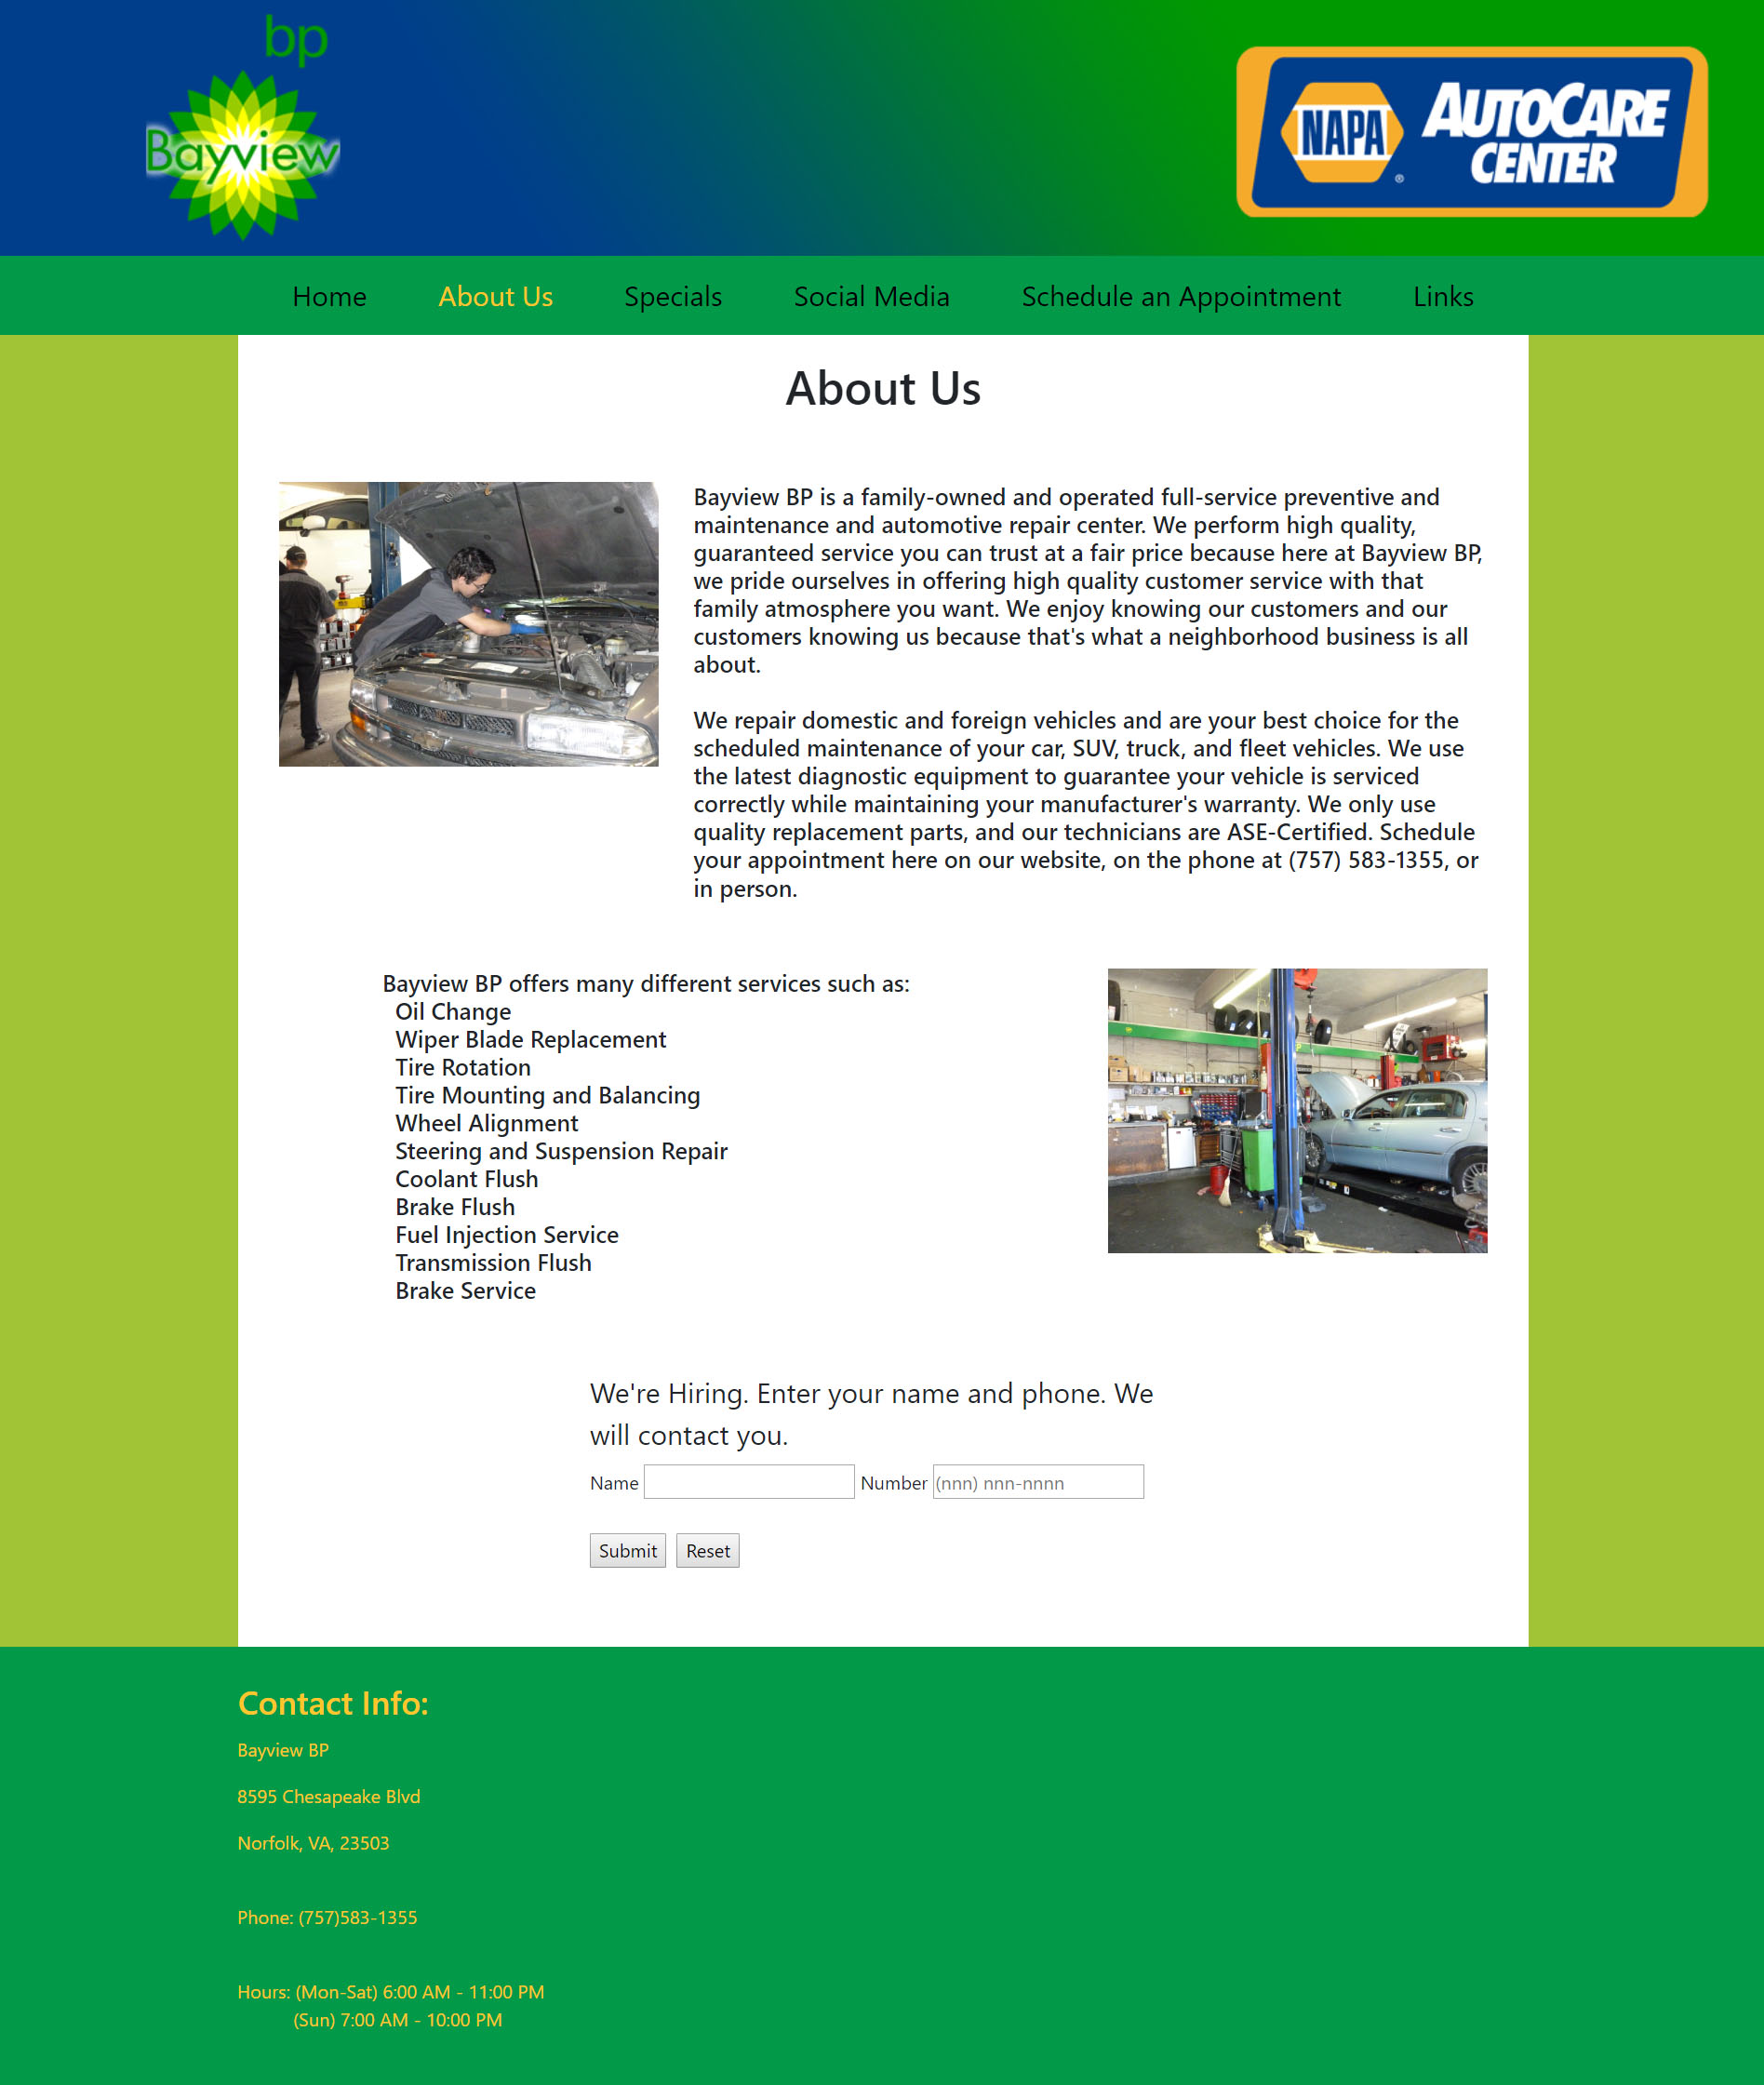 bp
Bayview
NAPA
AUTOCARE
CENTER
Home About Us Specials Social Media Schedule an Appointment Links
About Us
Bayview BP is a family-owned and operated full-service preventive and
maintenance and automotive repair center. We perform high quality,
guaranteed service you can trust at a fair price because here at Bayview BP,
we pride ourselves in offering high quality customer service with that
family atmosphere you want. We enjoy knowing our customers and our
customers knowing us because that's what a neighborhood business is all
about.
We repair domestic and foreign vehicles and are your best choice for the
scheduled maintenance of your car, SUV, truck, and fleet vehicles. We use
the latest diagnostic equipment to guarantee your vehicle is serviced
correctly while maintaining your manufacturer's warranty. We only use
quality replacement parts, and our technicians are ASE-Certified. Schedule
your appointment here on our website, on the phone at (757) 583-1355, or
in person.
Bayview BP offers many different services such as:
Oil Change
Wiper Blade Replacement
Tire Rotation
Tire Mounting and Balancing
Wheel Alignment
Steering and Suspension Repair
Coolant Flush
Brake Flush
Fuel Injection Service
Transmission Flush
Brake Service
We're Hiring. Enter your name and phone. We
will contact you.
Name Number (nnn) nnn-nnnn
Submit Reset
Contact Info:
Bayview BP
8595 Chesapeake Blvd
Norfolk, VA, 23503
Phone: (757)583-1355
Hours: (Mon-Sat) 6:00 AM - 11:00 PM
(Sun) 7:00 AM - 10:00 PM